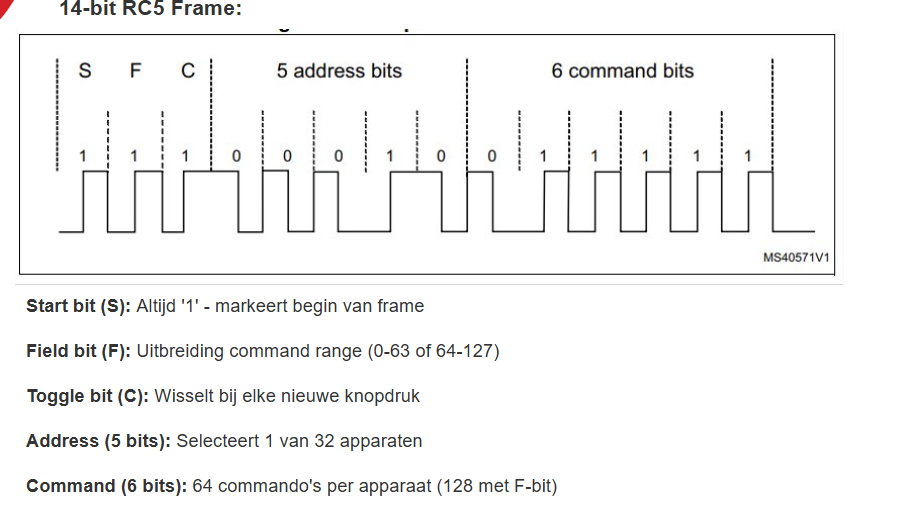 14-bit RC5 Frame:
S F C 5 address bits 6 command bits
1 1 1 0 0 0 1 0 0 1 1 1 1 1
MS40571V1
Start bit (S): Altijd '1' - markeert begin van frame
Field bit (F): Uitbreiding command range (0-63 of 64-127)
Toggle bit (C): Wisselt bij elke nieuwe knopdruk
Address (5 bits): Selecteert 1 van 32 apparaten
Command (6 bits): 64 commando's per apparaat (128 met F-bit)